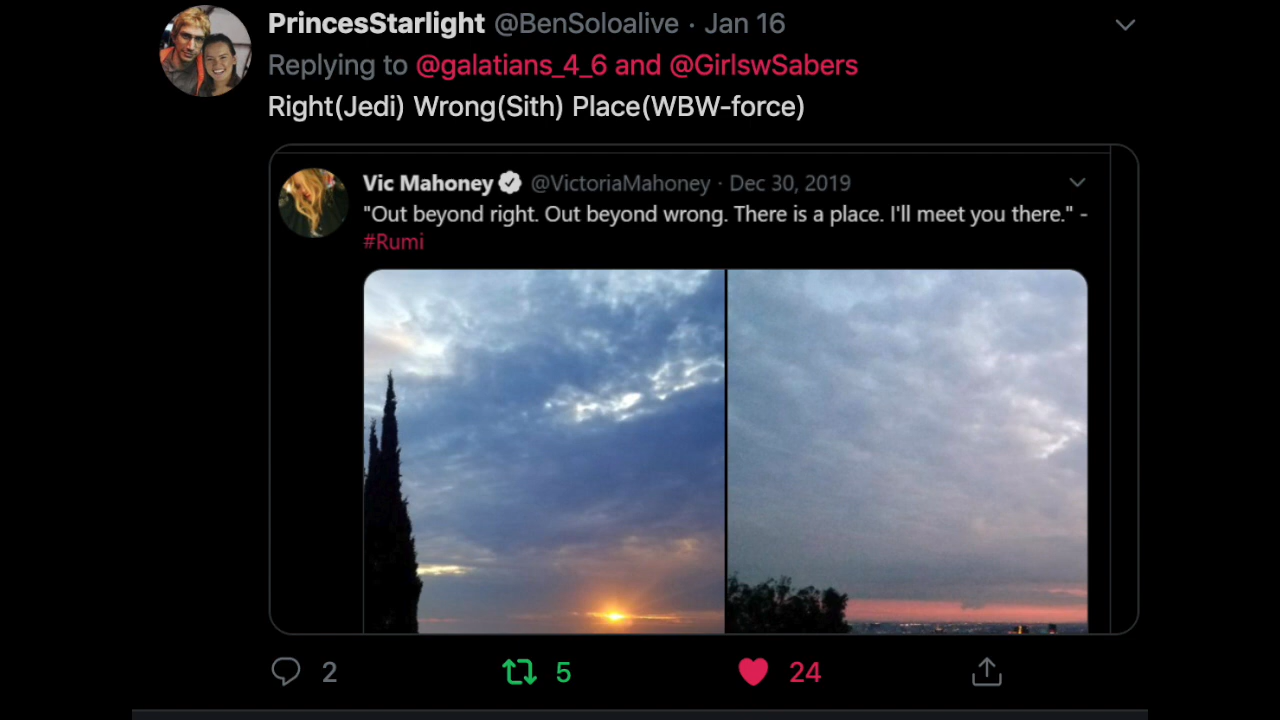 PrincesStarlight @BenSoloalive · Jan 16
Replying to @galatians_4_6 and @GirlswSabers
Right(Jedi) Wrong(Sith) Place(WBW-force)
Vic Mahoney @VictoriaMahoney · Dec 30, 2019
"Out beyond right. Out beyond wrong. There is a place. I'll meet you there." -
#Rumi
2 5 24